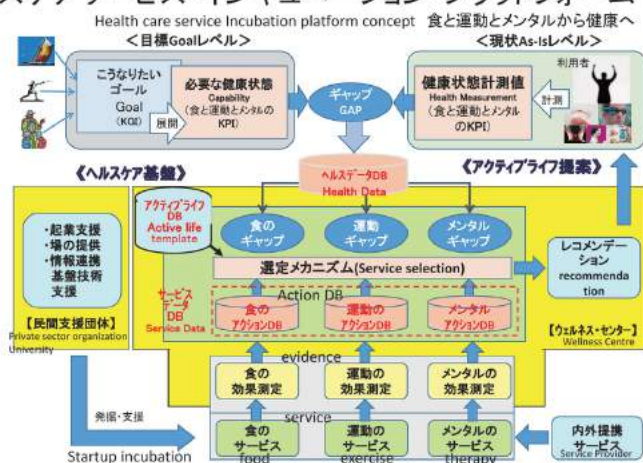 Health care service Incubation platform concept 食と運動とメンタルから健康へ
＜目標Goalレベル＞
＜現状As-Isレベル＞
こうなりたい
ゴール
Goal
(KGI)
展開
必要な健康状態
Capability
(食と運動とメンタルの
KPI)
ギャップ
GAP
健康状態計測値
Health Measurement
(食と運動とメンタル
のKPI)
計測
利用者
《ヘルスケア基盤》
ヘルスデータDB
Health Data
《アクティブライフ提案》
・起業支援
・場の提供
・情報連携
基盤技術
支援
【民間支援団体】
Private sector organization
University
アクティブライフ
DB
Active life
template
食の
ギャップ
運動
ギャップ
メンタル
ギャップ
選定メカニズム(Service selection)
サービス
データ
DB
Service Data
Action DB
食の
アクションDB
運動の
アクションDB
メンタル
アクションDB
レコメンデー
ション
recommenda
tion
【ウェルネス・センター】
Wellness Centre
evidence
食の
効果測定
運動の
効果測定
メンタルの
効果測定
service
食の
サービス
food
運動の
サービス
exercise
メンタルの
サービス
therapy
発掘・支援
Startup incubation
内外提携
サービス
Service Provider